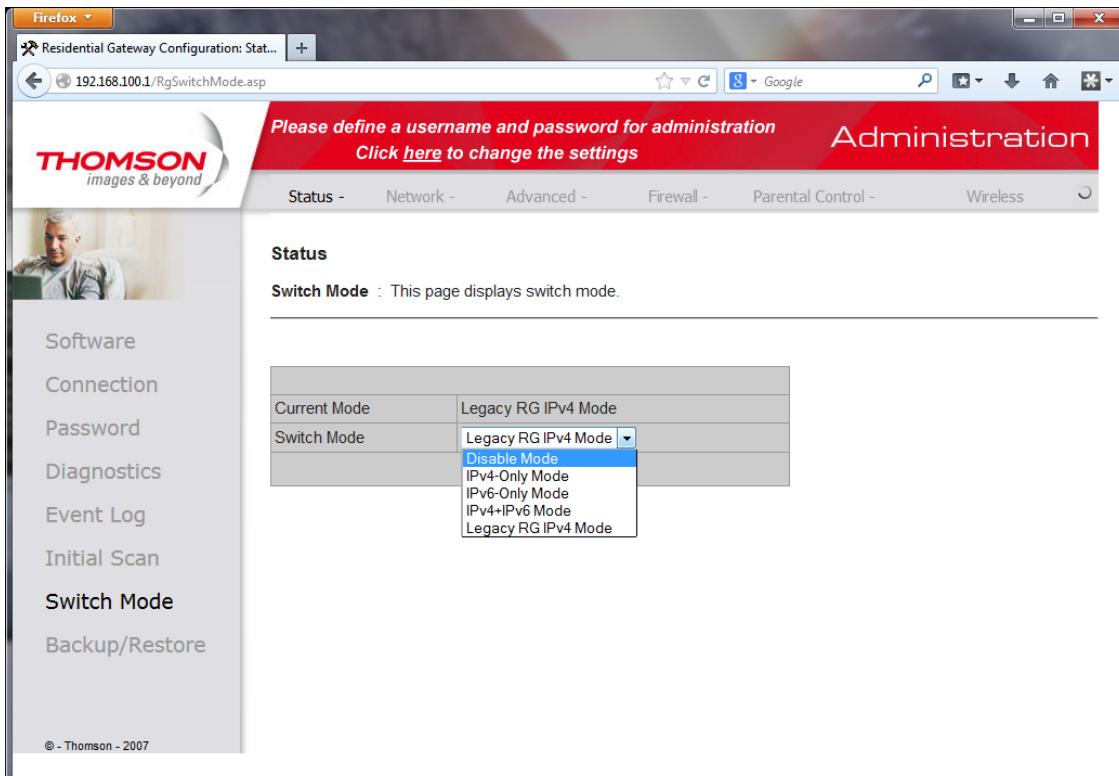 Firefox
Residential Gateway Configuration: Stat...
192.168.100.1/RgSwitchMode.asp
Google
THOMSON
images & beyond
Please define a username and password for administration
Click here to change the settings
Administration
Status -
Network -
Advanced -
Firewall -
Parental Control -
Wireless
Status
Switch Mode : This page displays switch mode.
Software
Connection
Password
Diagnostics
Event Log
Initial Scan
Switch Mode
Backup/Restore
Current Mode
Legacy RG IPv4 Mode
Switch Mode
Legacy RG IPv4 Mode
Disable Mode
IPv4-Only Mode
IPv6-Only Mode
IPv4+IPv6 Mode
Legacy RG IPv4 Mode
© - Thomson - 2007